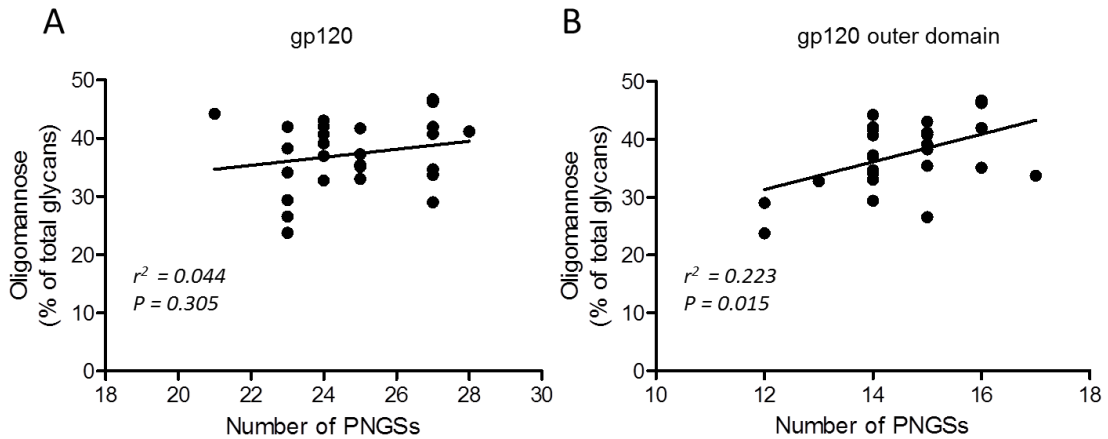 A
gp120
Oligomannose
(% of total glycans)
50
40
30
20
10
0
r² = 0.044
P = 0.305
18 20 22 24 26 28 30
Number of PNGSs
B
gp120 outer domain
Oligomannose
(% of total glycans)
50
40
30
20
10
0
r² = 0.223
P = 0.015
10 12 14 16 18
Number of PNGSs